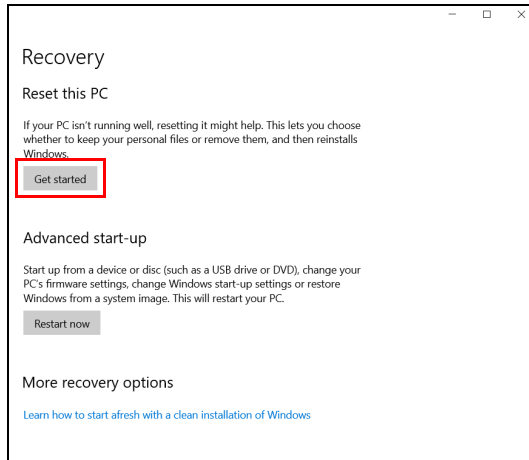 Recovery
Reset this PC
If your PC isn't running well, resetting it might help. This lets you choose
whether to keep your personal files or remove them, and then reinstalls
Windows.
Get started
Advanced start-up
Start up from a device or disc (such as a USB drive or DVD), change your
PC's firmware settings, change Windows start-up settings or restore
Windows from a system image. This will restart your PC.
Restart now
More recovery options
Learn how to start afresh with a clean installation of Windows